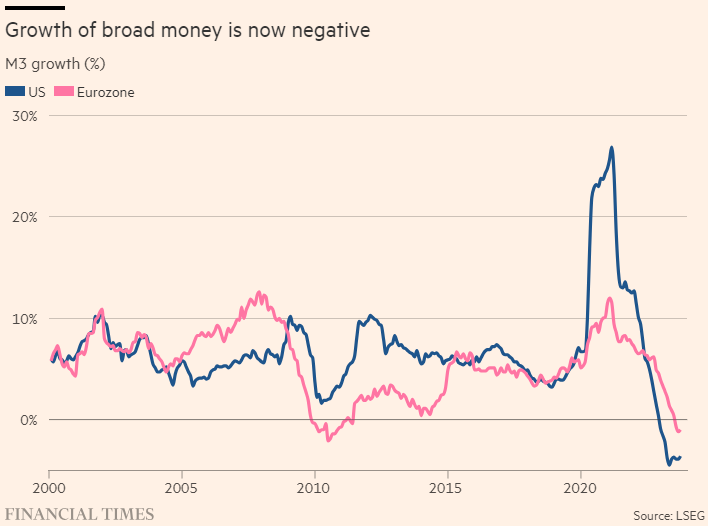 Growth of broad money is now negative
M3 growth (%)
US Eurozone
30%
20%
10%
0%
2000 2005 2010 2015 2020
FINANCIAL TIMES Source: LSEG